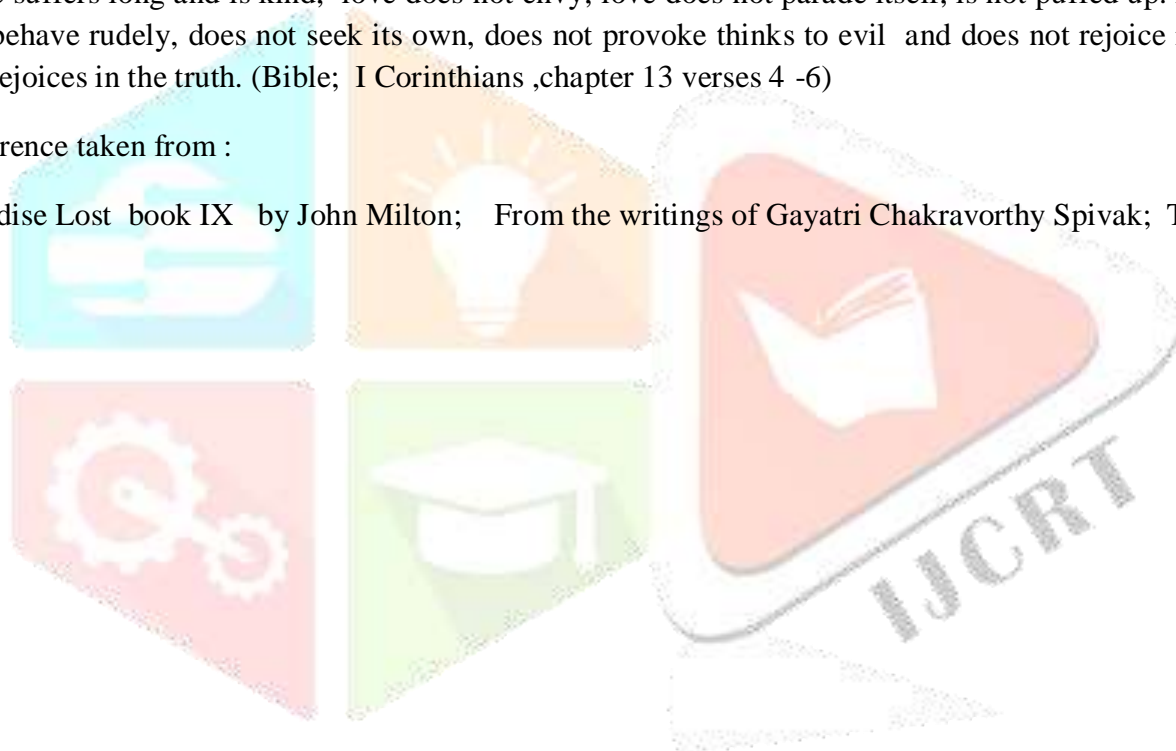 suffers long and is kind; love does not envy, love does not parade itself, is not puffed up.
behave rudely, does not seek its own, does not provoke thinks to evil and does not rejoice
ejoices in the truth. (Bible; I Corinthians ,chapter 13 verses 4 -6)
rence taken from :
dise Lost book IX by John Milton; From the writings of Gayatri Chakravorthy Spivak; T
IJCRT